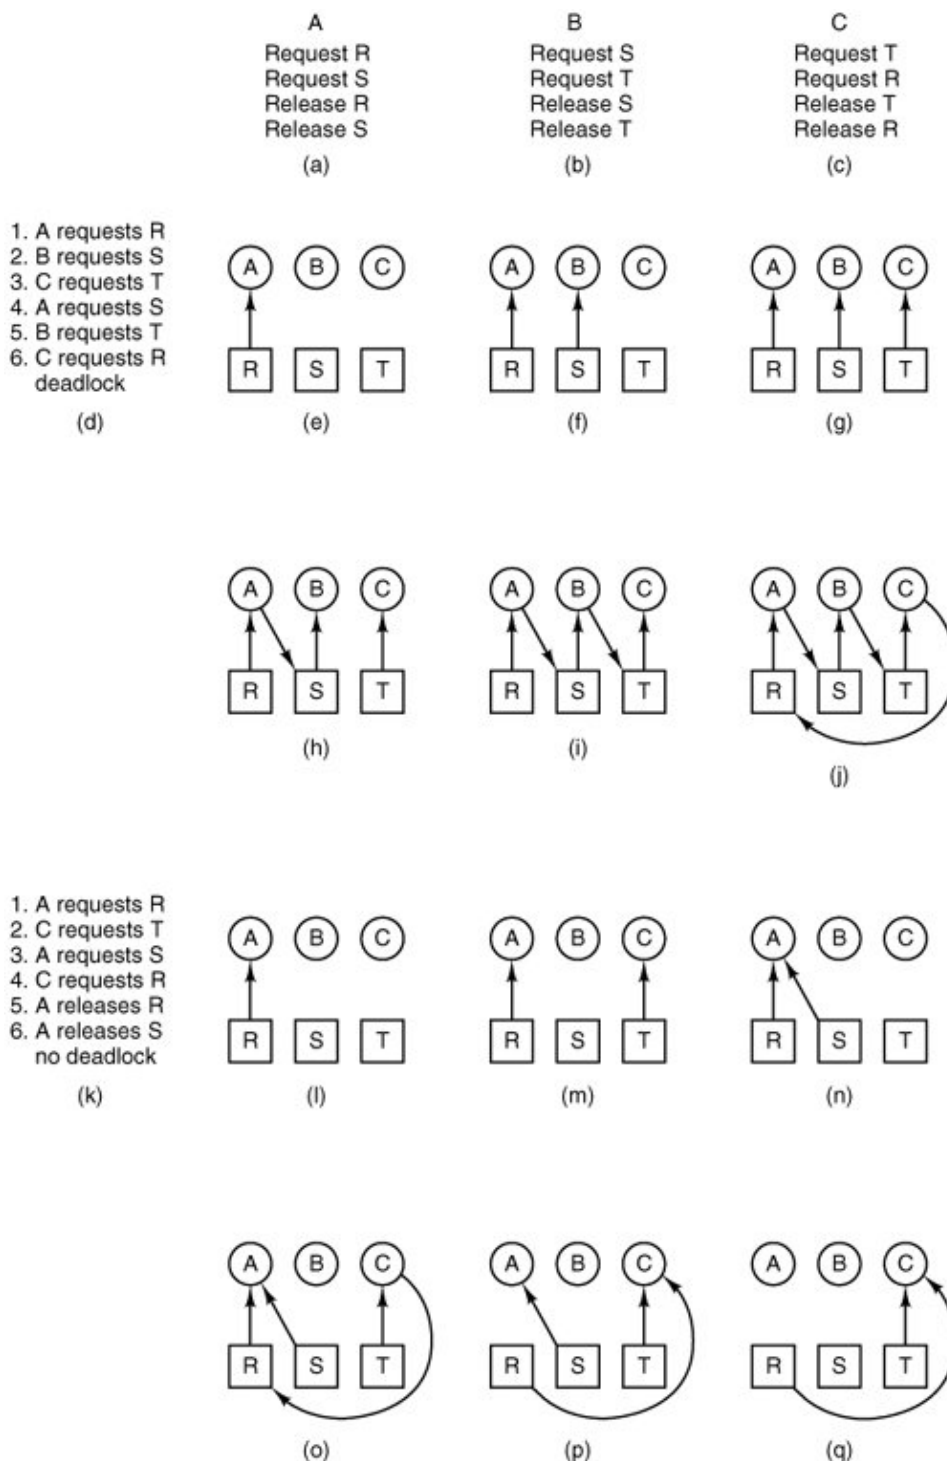 A B C
Request R Request S Request T
Request S Request T Request R
Release R Release S Release T
Release S Release T Release R
(a) (b) (c)
1. A requests R
2. B requests S
3. C requests T
4. A requests S
5. B requests T
6. C requests R
deadlock
(d)
A B C
R S T
(e)
A B C
R S T
(f)
A B C
R S T
(g)
A B C
R S T
(h)
A B C
R S T
(i)
A B C
R S T
(j)
1. A requests R
2. C requests T
3. A requests S
4. C requests R
5. A releases R
6. A releases S
no deadlock
(k)
A B C
R S T
(l)
A B C
R S T
(m)
A B C
R S T
(n)
A B C
R S T
(o)
A B C
R S T
(p)
A B C
R S T
(q)